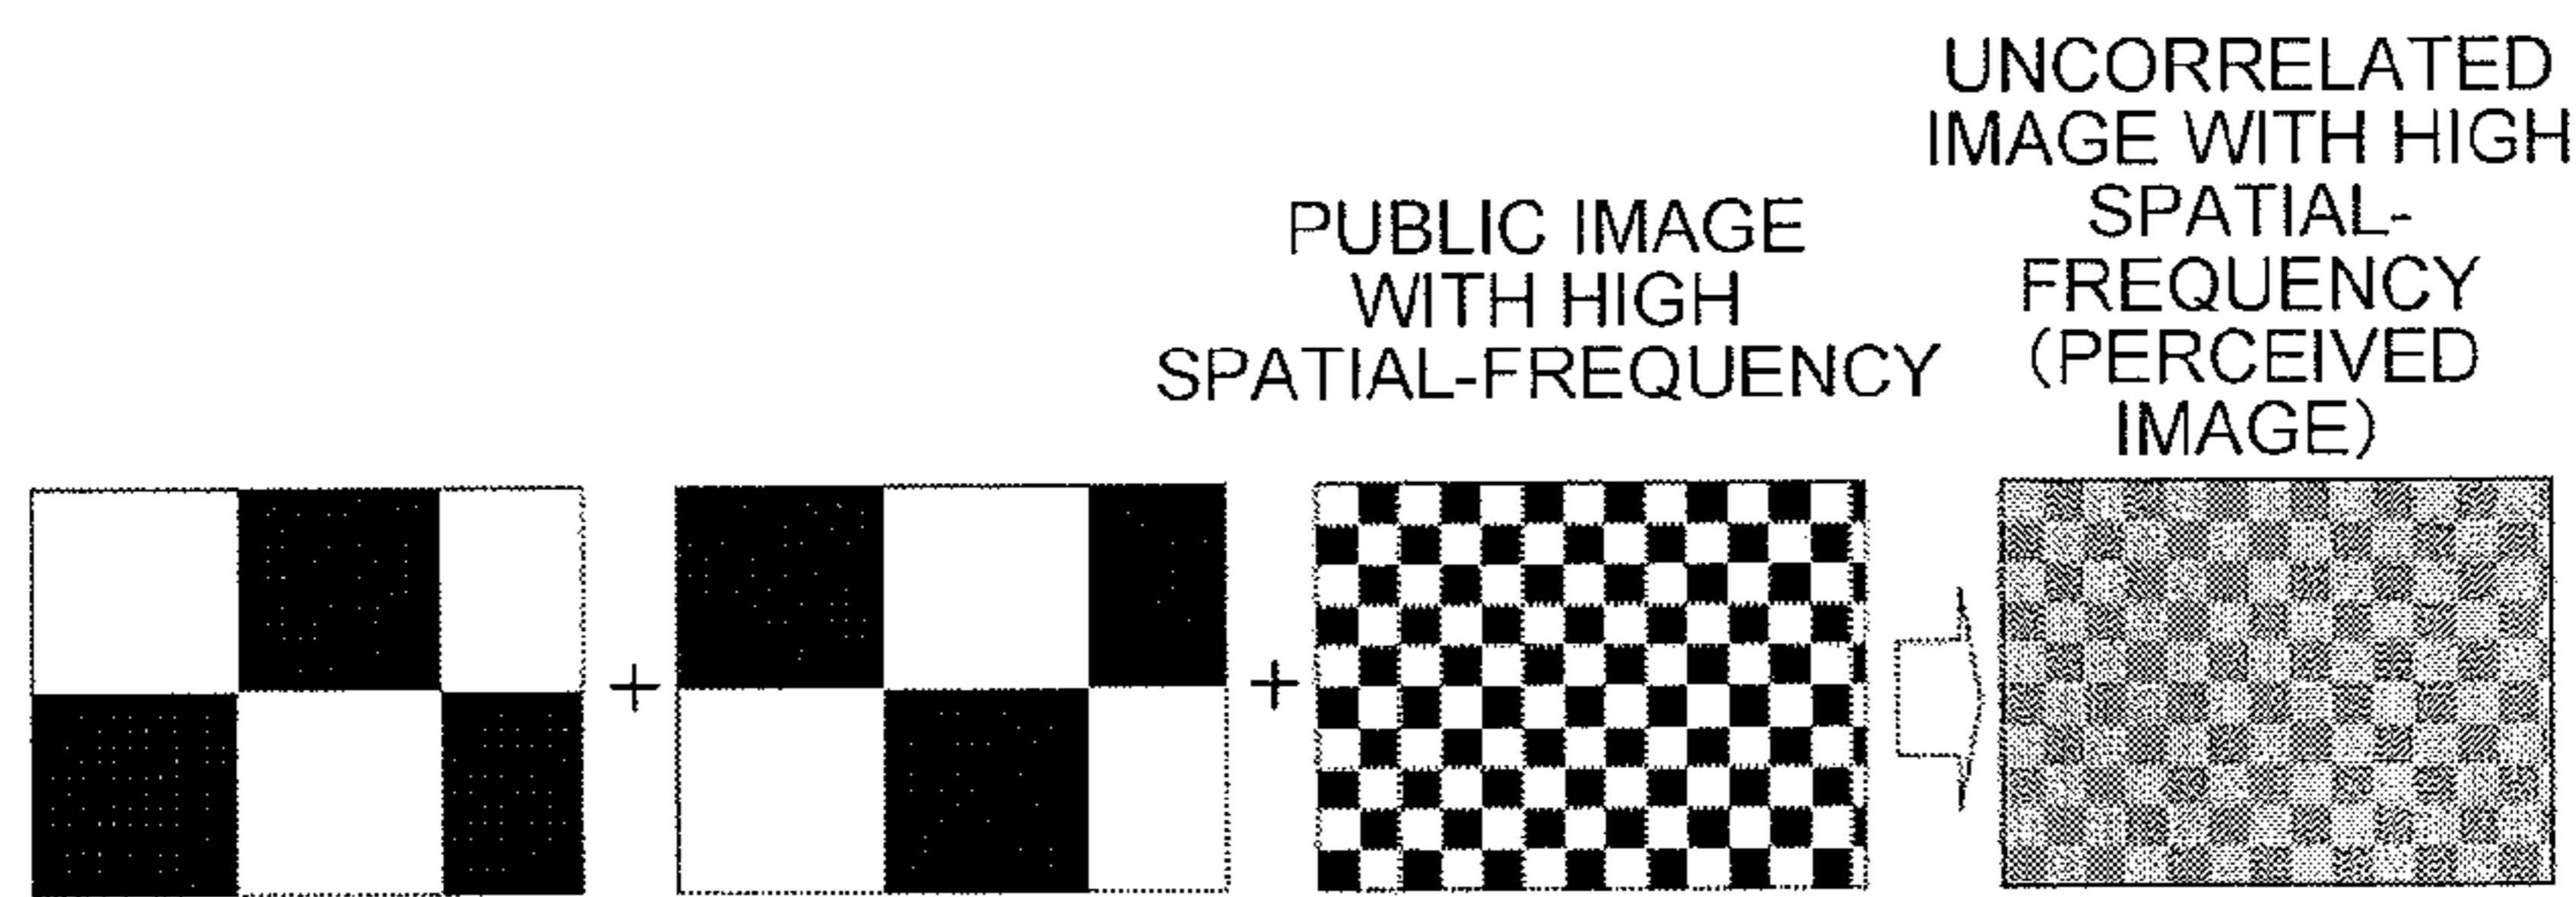 PUBLIC IMAGE
WITH HIGH
SPATIAL-FREQUENCY
UNCORRELATED
IMAGE WITH HIGH
SPATIAL-
FREQUENCY
(PERCEIVED
IMAGE)
+
+